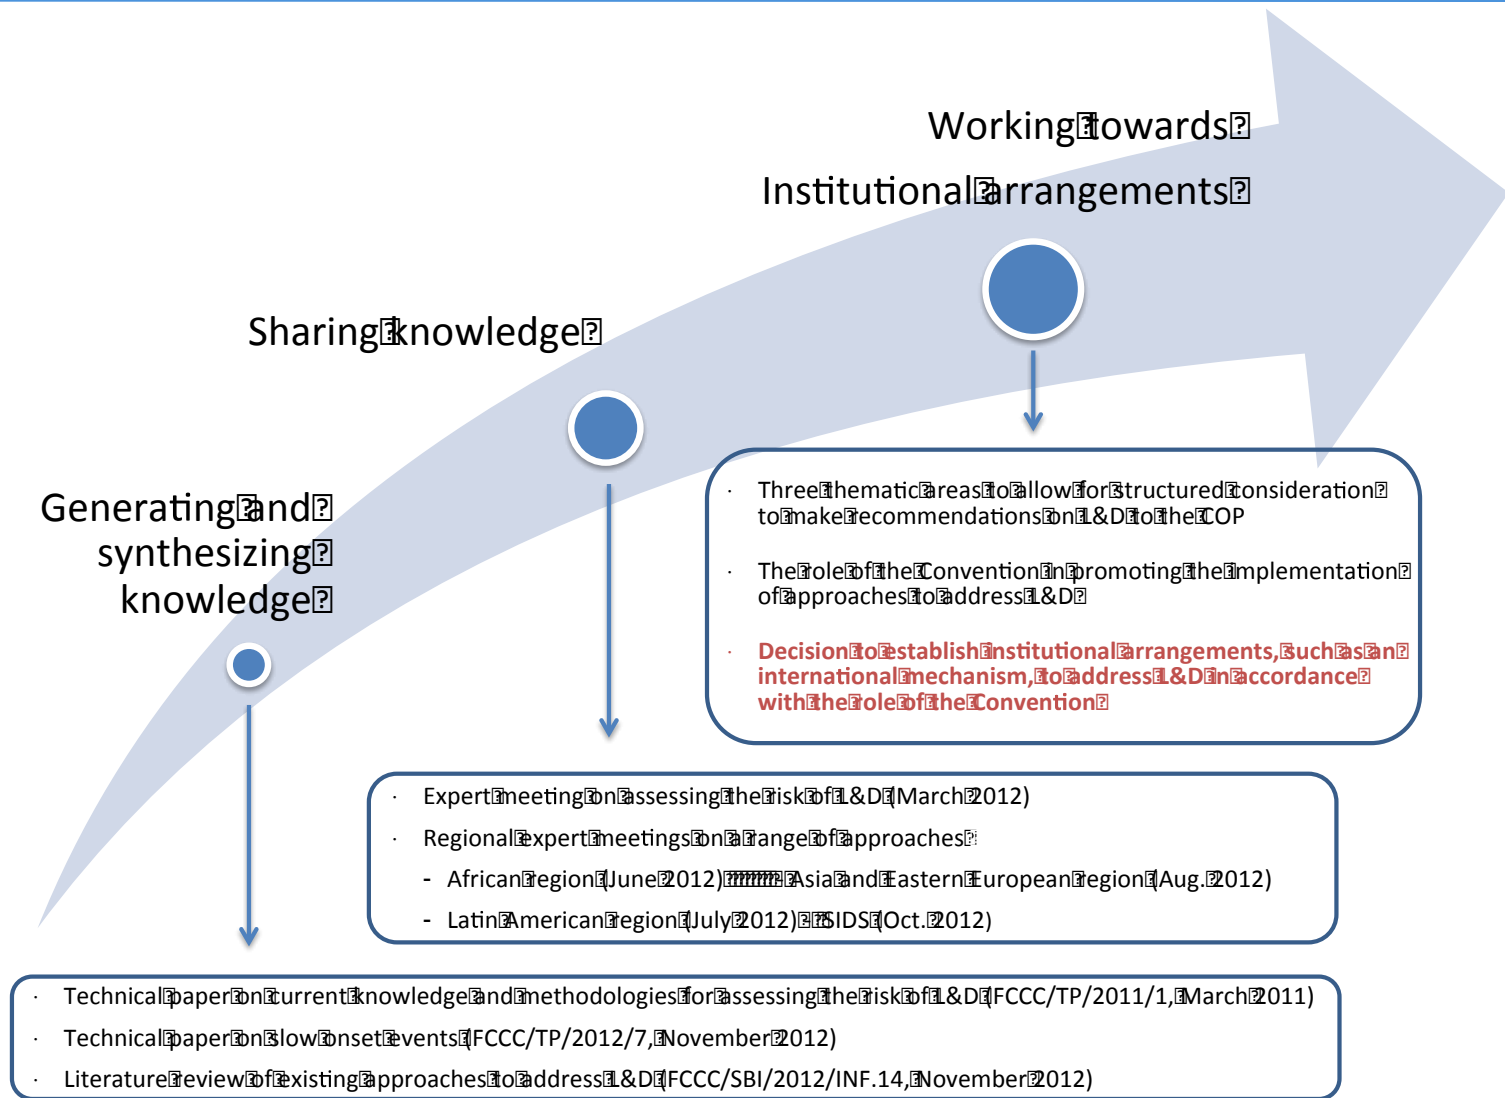 Working towards
Institutional arrangements
Sharing knowledge
Generating and
synthesizing
knowledge
· Three thematic areas to allow for structured consideration
to make recommendations on L&D to the COP
· The role of the Convention in promoting the implementation
of approaches to address L&D
· Decision to establish institutional arrangements, such as an
international mechanism, to address L&D in accordance
with the role of the Convention
· Expert meeting on assessing the risk of L&D (March 2012)
· Regional expert meetings on a range of approaches
- African region (June 2012) - Asia and Eastern European region (Aug. 2012)
- Latin American region (July 2012) - SIDS (Oct. 2012)
· Technical paper on current knowledge and methodologies for assessing the risk of L&D (FCCC/TP/2011/1, March 2011)
· Technical paper on slow onset events (FCCC/TP/2012/7, November 2012)
· Literature review of existing approaches to address L&D (FCCC/SBI/2012/INF.14, November 2012)